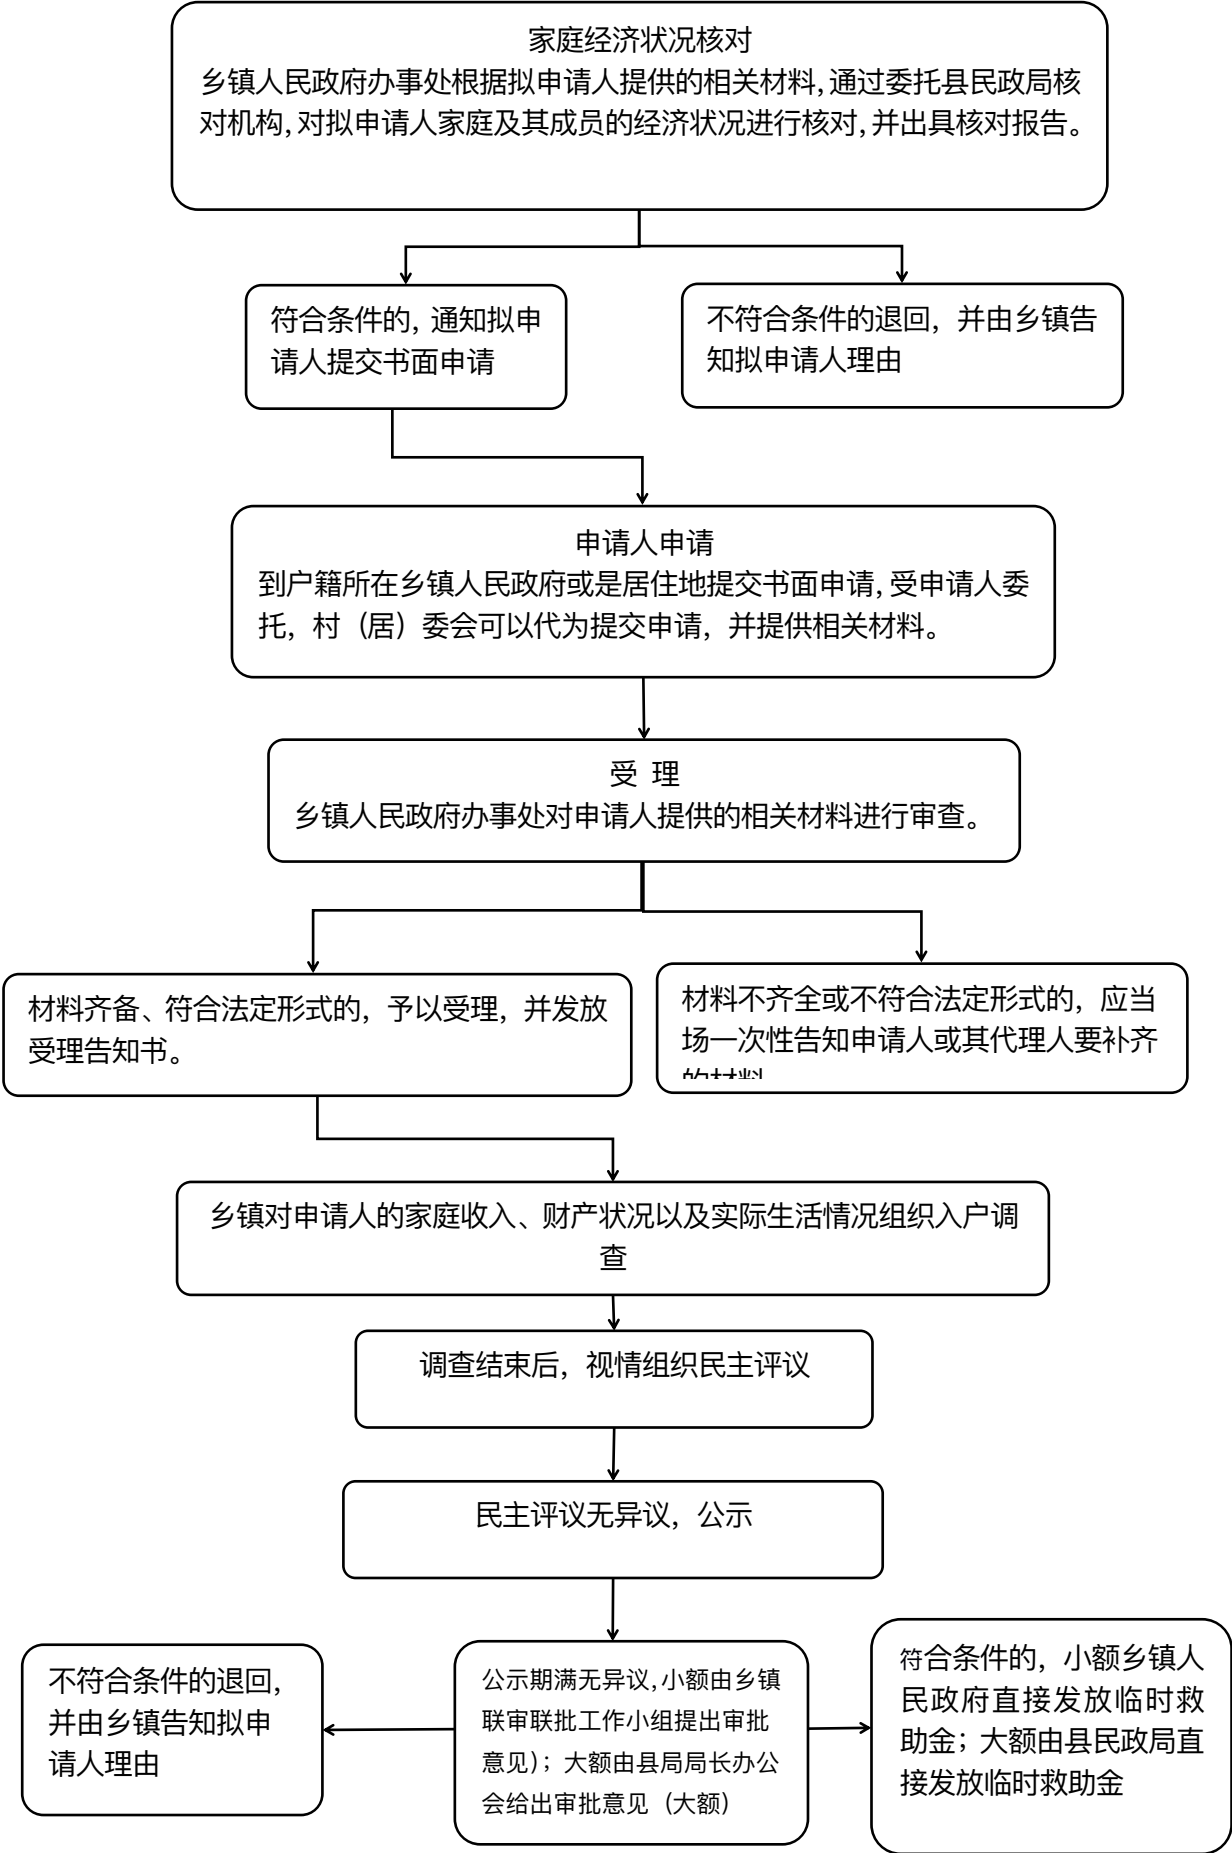 家庭经济状况核对
乡镇人民政府办事处根据拟申请人提供的相关材料,通过委托县民政局核
对机构,对拟申请人家庭及其成员的经济状况进行核对,并出具核对报告。
符合条件的,通知拟申
请人提交书面申请
不符合条件的退回，并由乡镇告
知拟申请人理由
申请人申请
到户籍所在乡镇人民政府或是居住地提交书面申请,受申请人委
托，村（居）委会可以代为提交申请，并提供相关材料。
受 理
乡镇人民政府办事处对申请人提供的相关材料进行审查。
材料齐备、符合法定形式的，予以受理，并发放
受理告知书。
材料不齐全或不符合法定形式的，应当
场一次性告知申请人或其代理人要补齐
的材料
乡镇对申请人的家庭收入、财产状况以及实际生活情况组织入户调
查
调查结束后，视情组织民主评议
民主评议无异议，公示
不符合条件的退回，
并由乡镇告知拟申
请人理由
公示期满无异议,小额由乡镇
联审联批工作小组提出审批
意见）；大额由县局局长办公
会给出审批意见（大额）
符合条件的，小额乡镇人
民政府直接发放临时救
助金；大额由县民政局直
接发放临时救助金